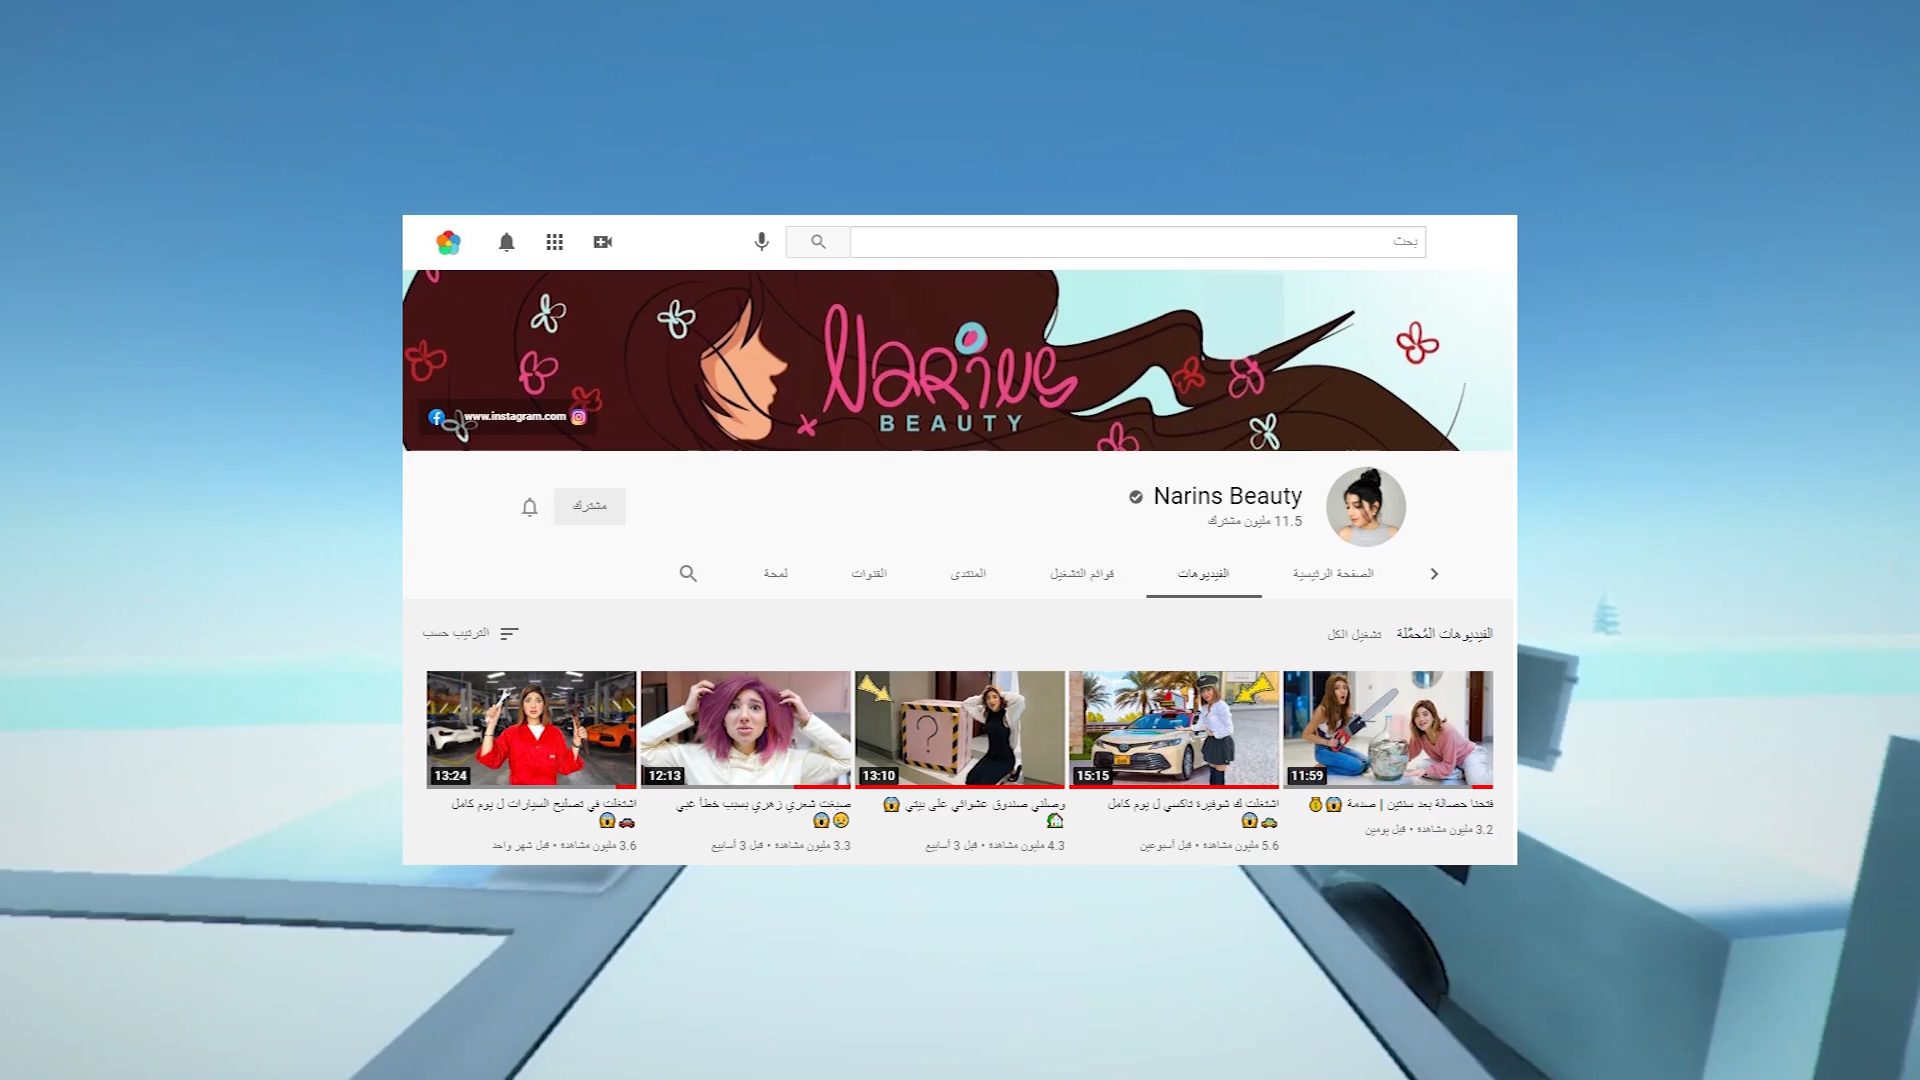 بحث
NARINS
BEAUTY
www.instagram.com
Narins Beauty
11.5 مليون مشترك
مشترك
الصفحة الرئيسية
الفيديوهات
قوائم التشغيل
المنتدى
القنوات
لمحة
الفيديوهات المُحمَّلة
تشغيل الكل
الترتيب حسب
11:59
فتحنا حصالة بعد سنتين | صدمة 😱💰
3.2 مليون مشاهدة • قبل يومين
15:15
اشتغلت ك شوفيرة تاكسي ل يوم كامل
🚕😱
5.6 مليون مشاهدة • قبل أسبوعين
13:10
?
وصلني صندوق عشوائي على بيتي 😱
🏠
4.3 مليون مشاهدة • قبل 3 أسابيع
12:13
صبغت شعري زهري بسبب خطأ غبي
😥😱
3.3 مليون مشاهدة • قبل 3 أسابيع
13:24
اشتغلت في تصليح السيارات ل يوم كامل
🚗😱
3.6 مليون مشاهدة • قبل شهر واحد